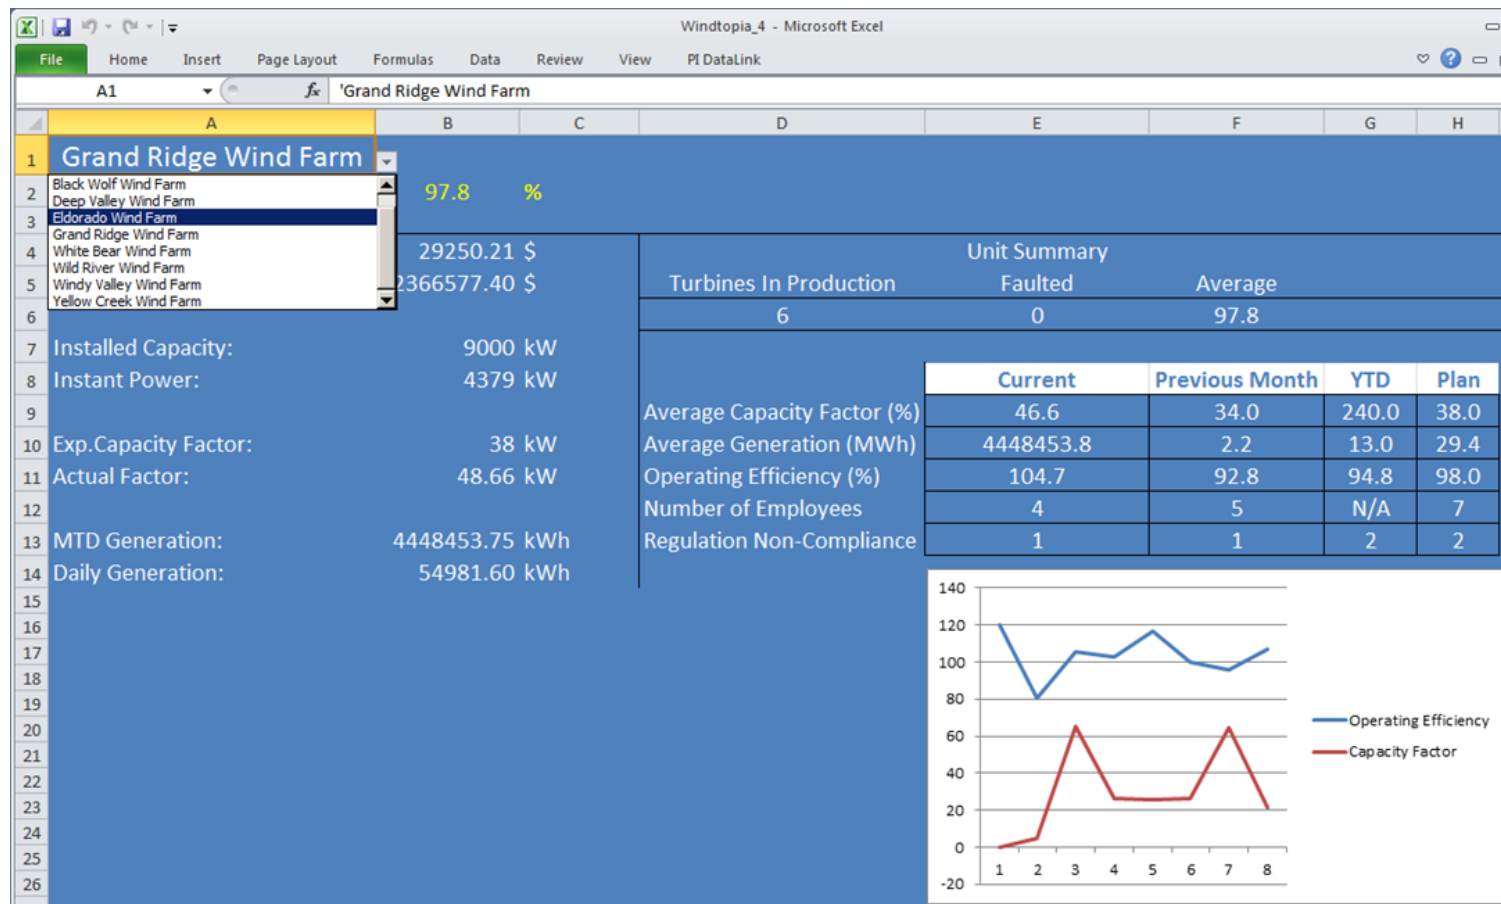 Windtopia_4 - Microsoft Excel
File Home Insert Page Layout Formulas Data Review View PI DataLink
A1 fx 'Grand Ridge Wind Farm
A B C D E F G H
1 Grand Ridge Wind Farm
Black Wolf Wind Farm
Deep Valley Wind Farm
Eldorado Wind Farm
Grand Ridge Wind Farm
White Bear Wind Farm
Wild River Wind Farm
Windy Valley Wind Farm
Yellow Creek Wind Farm
2 97.8 %
3
4 29250.21 $ Unit Summary
5 2366577.40 $ Turbines In Production Faulted Average
6 6 0 97.8
7 Installed Capacity: 9000 kW
8 Instant Power: 4379 kW Current Previous Month YTD Plan
9 Average Capacity Factor (%) 46.6 34.0 240.0 38.0
10 Exp.Capacity Factor: 38 kW Average Generation (MWh) 4448453.8 2.2 13.0 29.4
11 Actual Factor: 48.66 kW Operating Efficiency (%) 104.7 92.8 94.8 98.0
12 Number of Employees 4 5 N/A 7
13 MTD Generation: 4448453.75 kWh Regulation Non-Compliance 1 1 2 2
14 Daily Generation: 54981.60 kWh
15
16
17
18
19
20
21
22
23
24
25
26
140
120
100
80
60
40
20
0
-20
1 2 3 4 5 6 7 8
Operating Efficiency
Capacity Factor